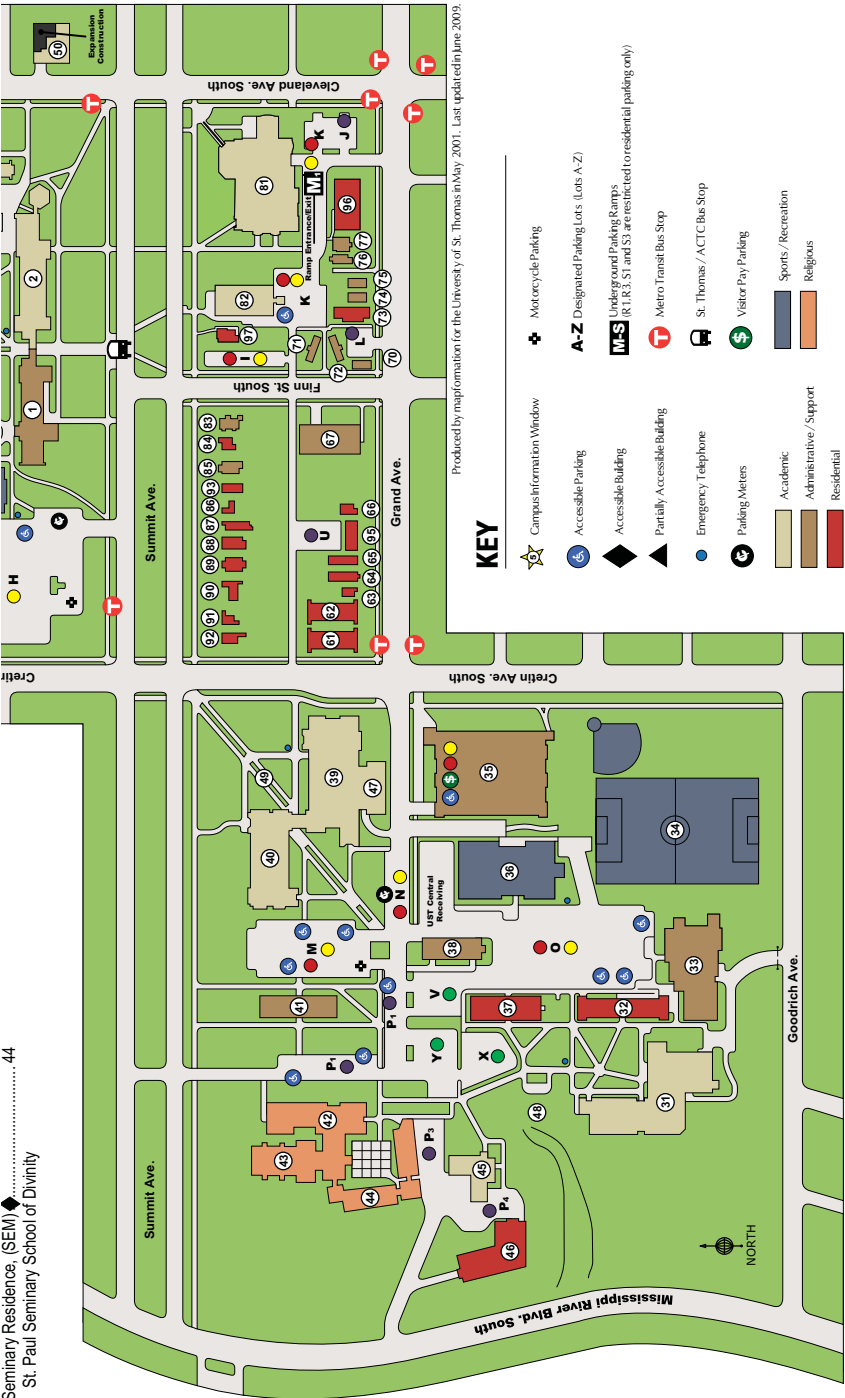 Seminary Residence, (SEM) ◆ .............................. 44
St. Paul Seminary School of Divinity
50
Expansion
Construction
Cleveland Ave. South
T
T
T
T
T
2
1
81
82
97
96
77
76
75
74
73
72
71
70
K
J
M1
Ramp Entrance/Exit
K
I
L
Finn St. South
H
T
Summit Ave.
83
84
85
93
86
87
88
89
90
91
92
67
U
66
95
65
64
63
62
61
Grand Ave.
T
T
Cretin
Cretin Ave. South
49
39
47
40
35
$
34
36
UST Central
Receiving
N
M
38
O
41
P1
V
37
32
33
P1
Y
X
31
48
42
43
44
P3
45
P4
46
Summit Ave.
Goodrich Ave.
Mississippi River Blvd. South
NORTH
Produced by mapformation for the University of St. Thomas in May 2001. Last updated in June 2009.
KEY
5 Campus Information Window
Accessible Parking
Accessible Building
Partially Accessible Building
Emergency Telephone
Parking Meters
Motorcycle Parking
A-Z Designated Parking Lots (Lots A-Z)
M-S Underground Parking Ramps
(R1, R3, S1 and S3 are restricted to residential parking only)
T Metro Transit Bus Stop
St. Thomas / ACTC Bus Stop
$ Visitor Pay Parking
Academic
Administrative / Support
Residential
Sports / Recreation
Religious